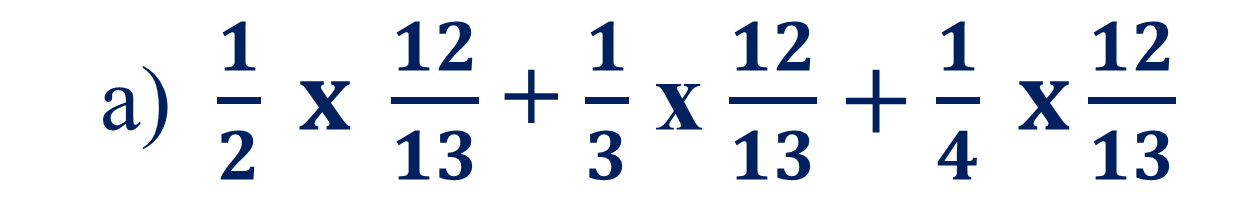 a) 1/2 x 12/13 + 1/3 x 12/13 + 1/4 x 12/13